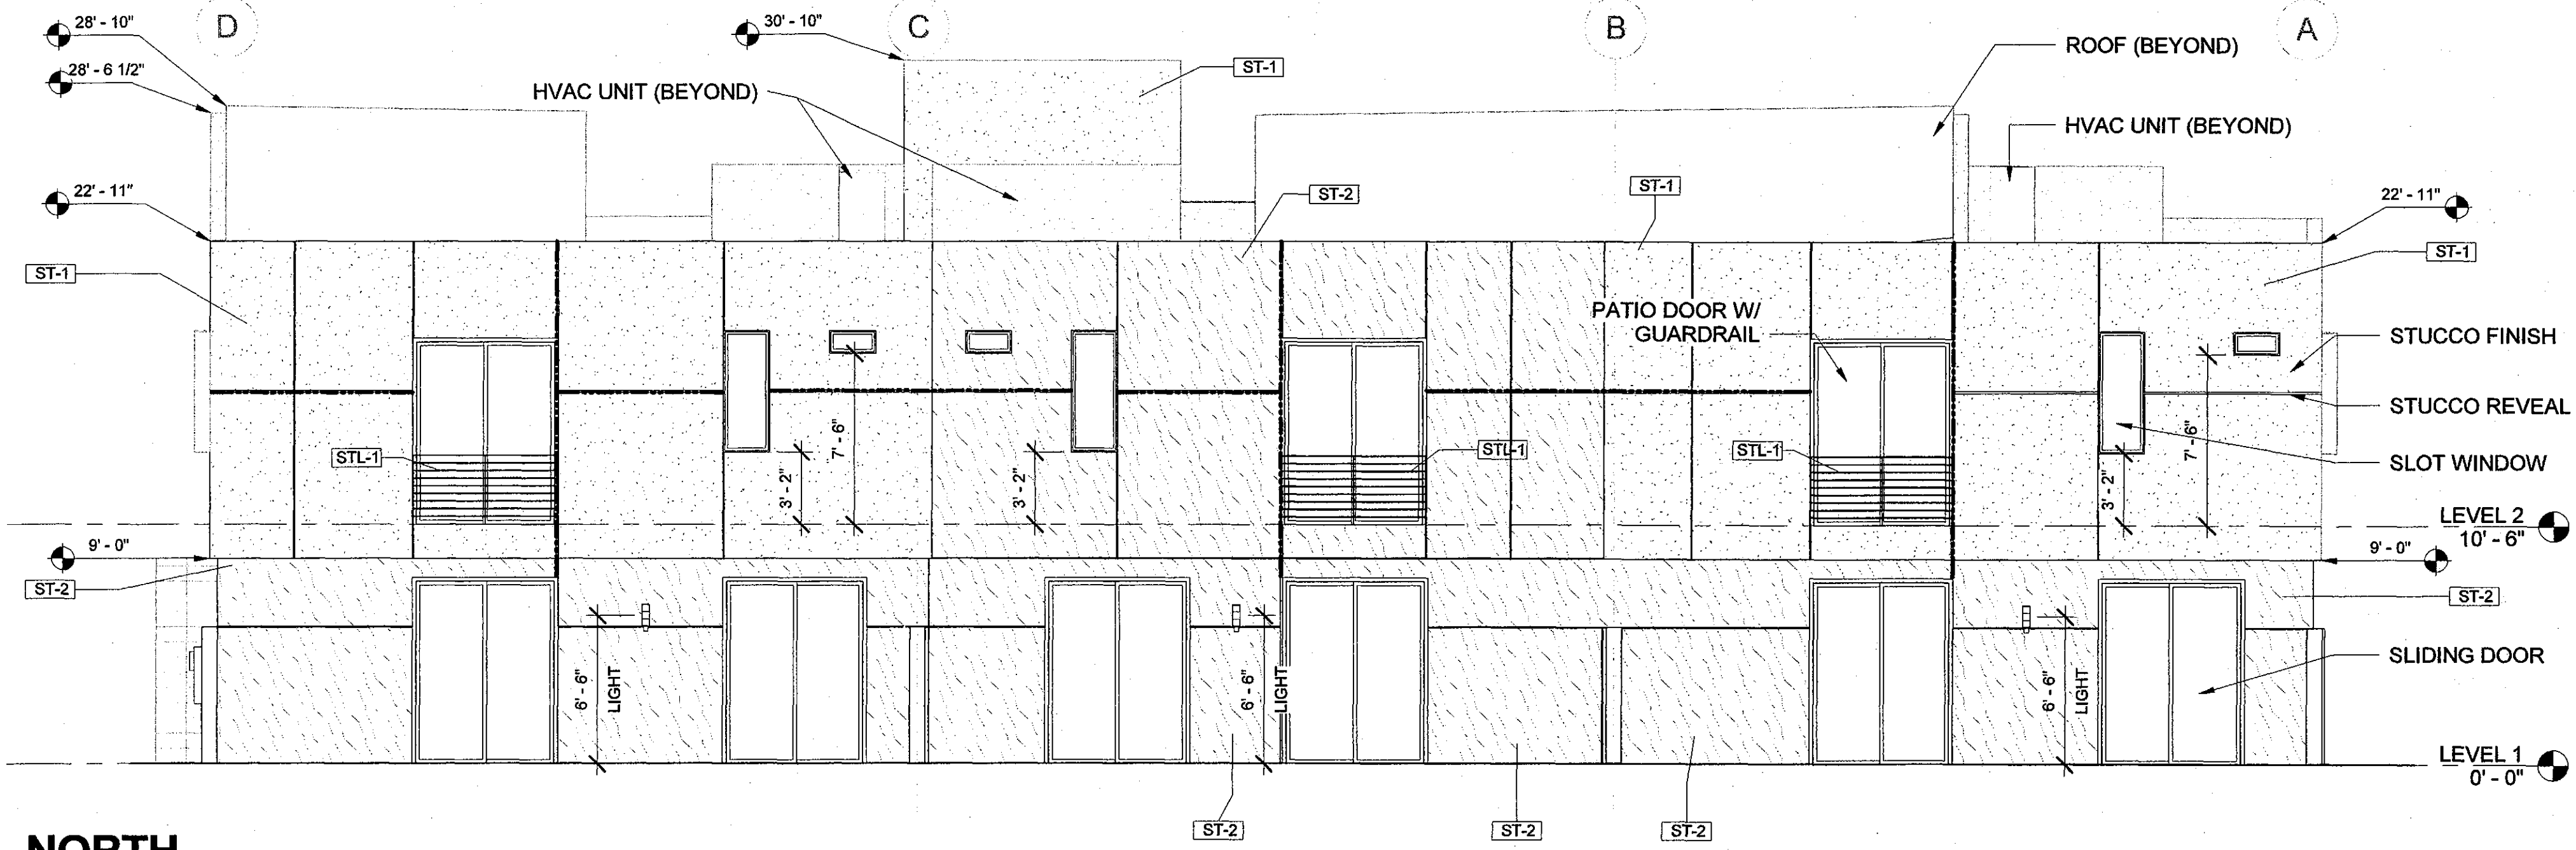 D
C
B
A
28' - 10"
30' - 10"
ROOF (BEYOND)
ST-1
28' - 6 1/2"
HVAC UNIT (BEYOND)
HVAC UNIT (BEYOND)
22' - 11"
ST-2
ST-1
22' - 11"
ST-1
ST-1
PATIO DOOR W/
GUARDRAIL
STUCCO FINISH
STUCCO REVEAL
STL-1
3' - 2"
7' - 6"
3' - 2"
STL-1
STL-1
3' - 2"
7' - 6"
SLOT WINDOW
LEVEL 2
10' - 6"
9' - 0"
9' - 0"
ST-2
ST-2
6' - 6"
LIGHT
6' - 6"
LIGHT
6' - 6"
LIGHT
SLIDING DOOR
LEVEL 1
0' - 0"
ST-2
ST-2
ST-2
NORTH